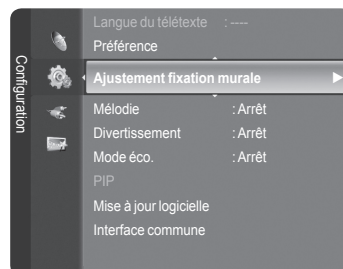 Configuration
Langue du télétexte : ----
Préférence
Ajustement fixation murale
Mélodie : Arrêt
Divertissement : Arrêt
Mode éco. : Arrêt
PIP
Mise à jour logicielle
Interface commune